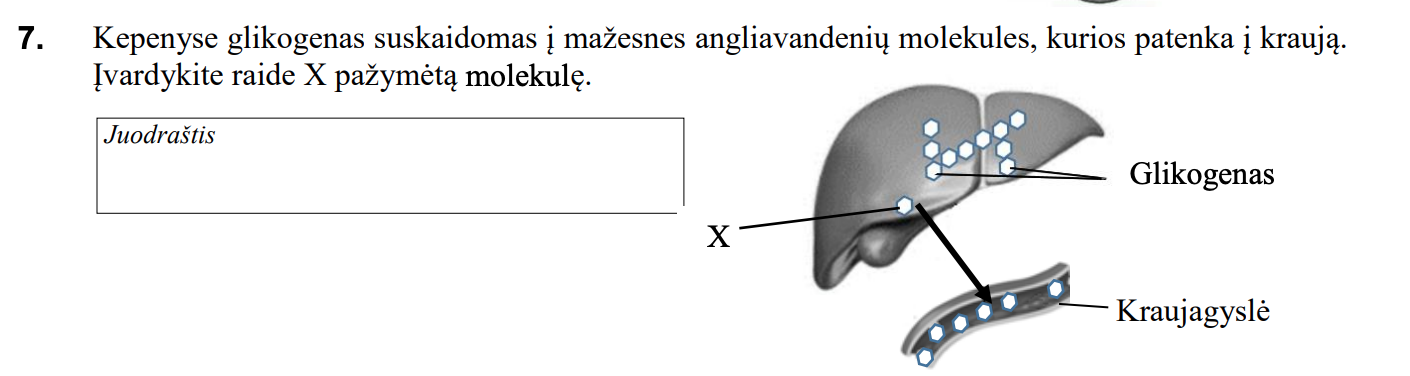 7. Kepenyse glikogenas suskaidomas į mažesnes angliavandenių molekules, kurios patenka į kraują.
Įvardykite raide X pažymėtą molekulę.
Juodraštis
Glikogenas
X
Kraujagyslė